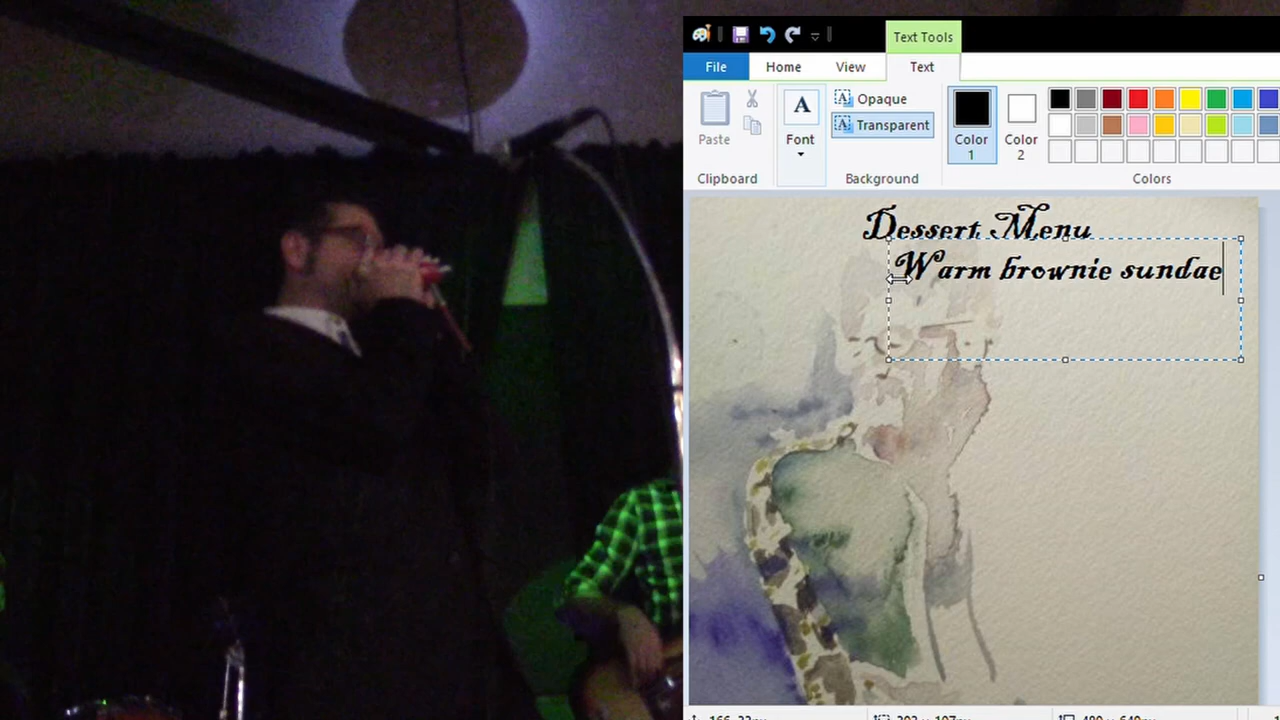 Text Tools
File Home View Text
Paste
Clipboard
A
Font
Opaque
Transparent
Background
Color 1
Color 2
Colors
Dessert Menu
Warm brownie sundae